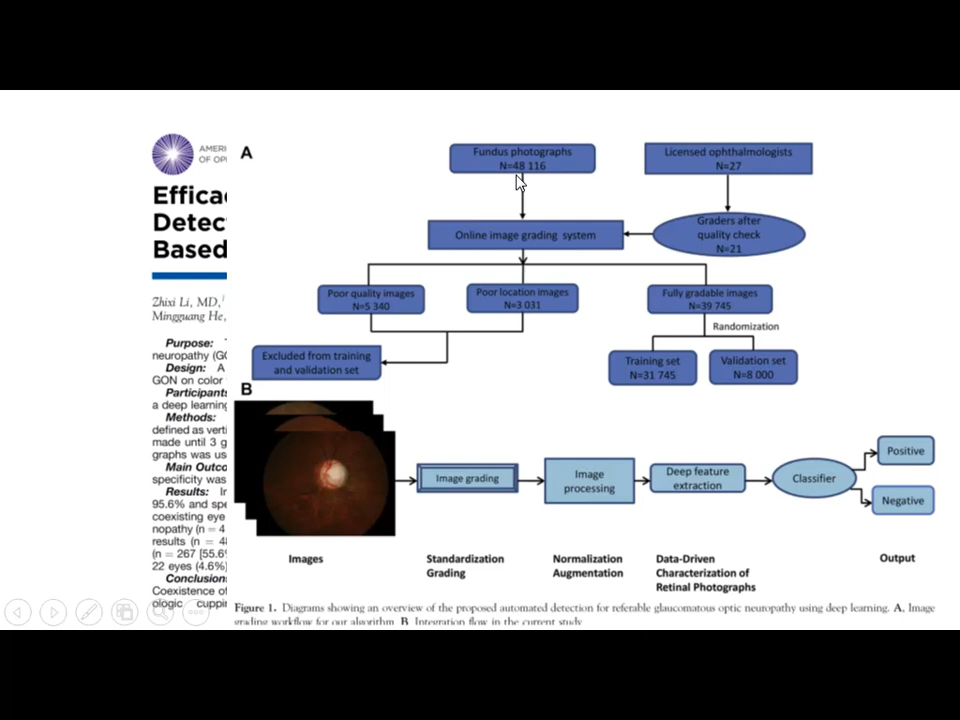 AMERI
OF OP
Effica
Detec
Based
Zhixi Li, MD,
Mingguang He,
Purpose:
neuropathy (GO
Design: A
GON on color
Participants
a deep learning
Methods:
defined as verti
made until 3 g
graphs was us
Main Outco
specificity was
Results: In
95.6% and spe
coexisting eye
nopathy (n = 4
results (n = 4
(n = 267 [55.6
22 eyes (4.6%)
Conclusion
Coexistence of
ologic cuppin
A
Fundus photographs
N=48 116
Licensed ophthalmologists
N=27
Online image grading system
Graders after
quality check
N=21
Poor quality images
N=5 340
Poor location images
N=3 031
Fully gradable images
N=39 745
Randomization
Excluded from training
and validation set
Training set
N=31 745
Validation set
N=8 000
B
Image grading
Image
processing
Deep feature
extraction
Classifier
Positive
Negative
Images
Standardization
Grading
Normalization
Augmentation
Data-Driven
Characterization of
Retinal Photographs
Output
Figure 1. Diagrams showing an overview of the proposed automated detection for referable glaucomatous optic neuropathy using deep learning. A, Image
grading workflow for our algorithm. B, Integration flow in the current study.